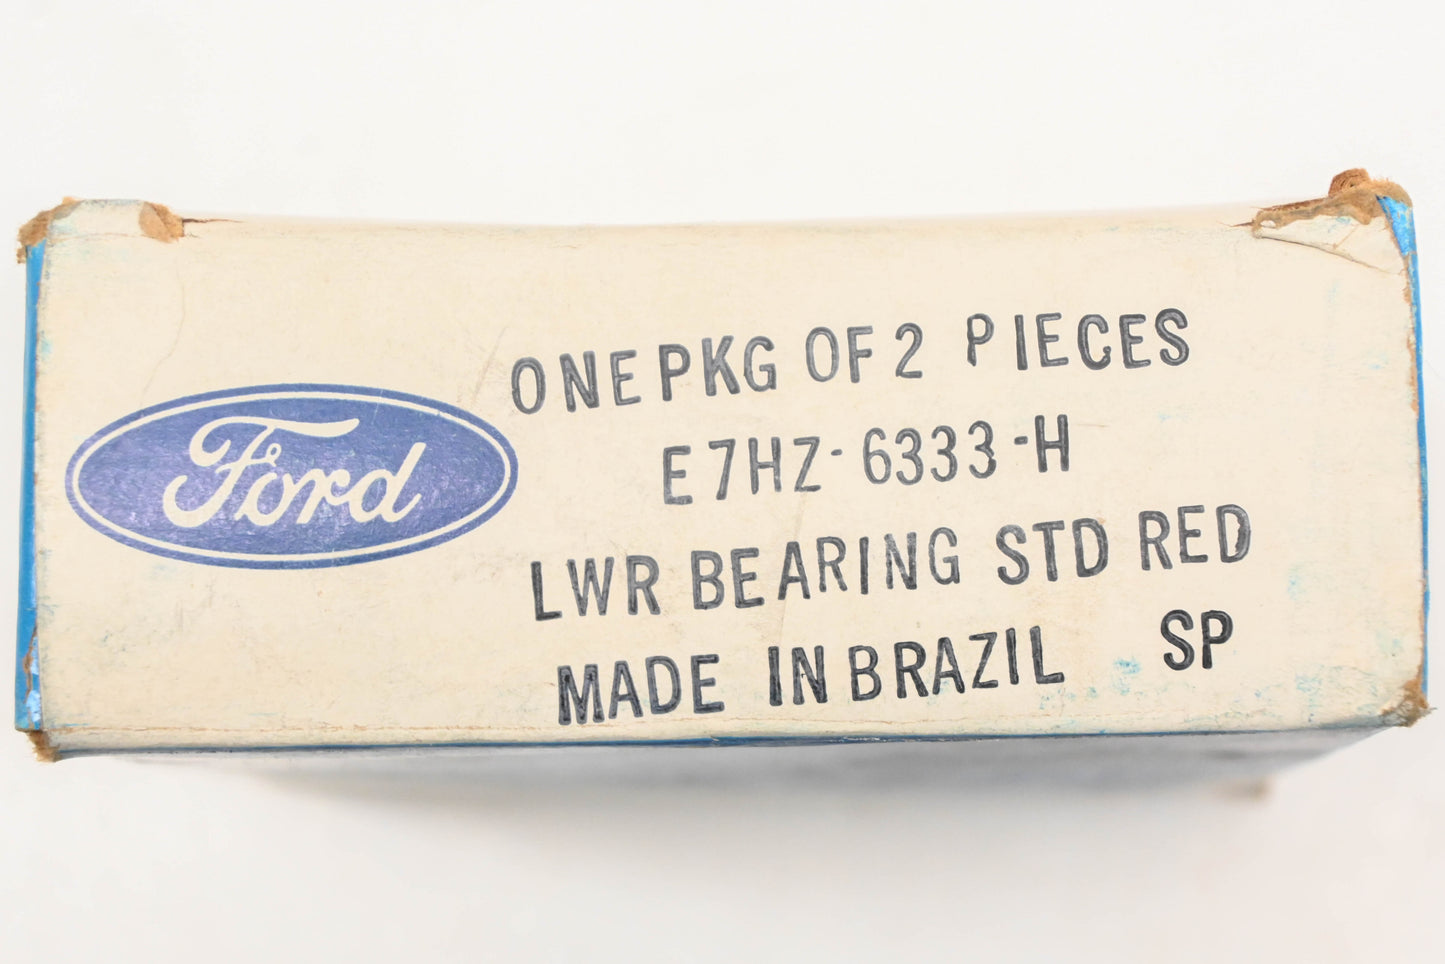 Ford
ONE PKG OF 2 PIECES
E7HZ-6333-H
LWR BEARING STD RED
MADE IN BRAZIL SP